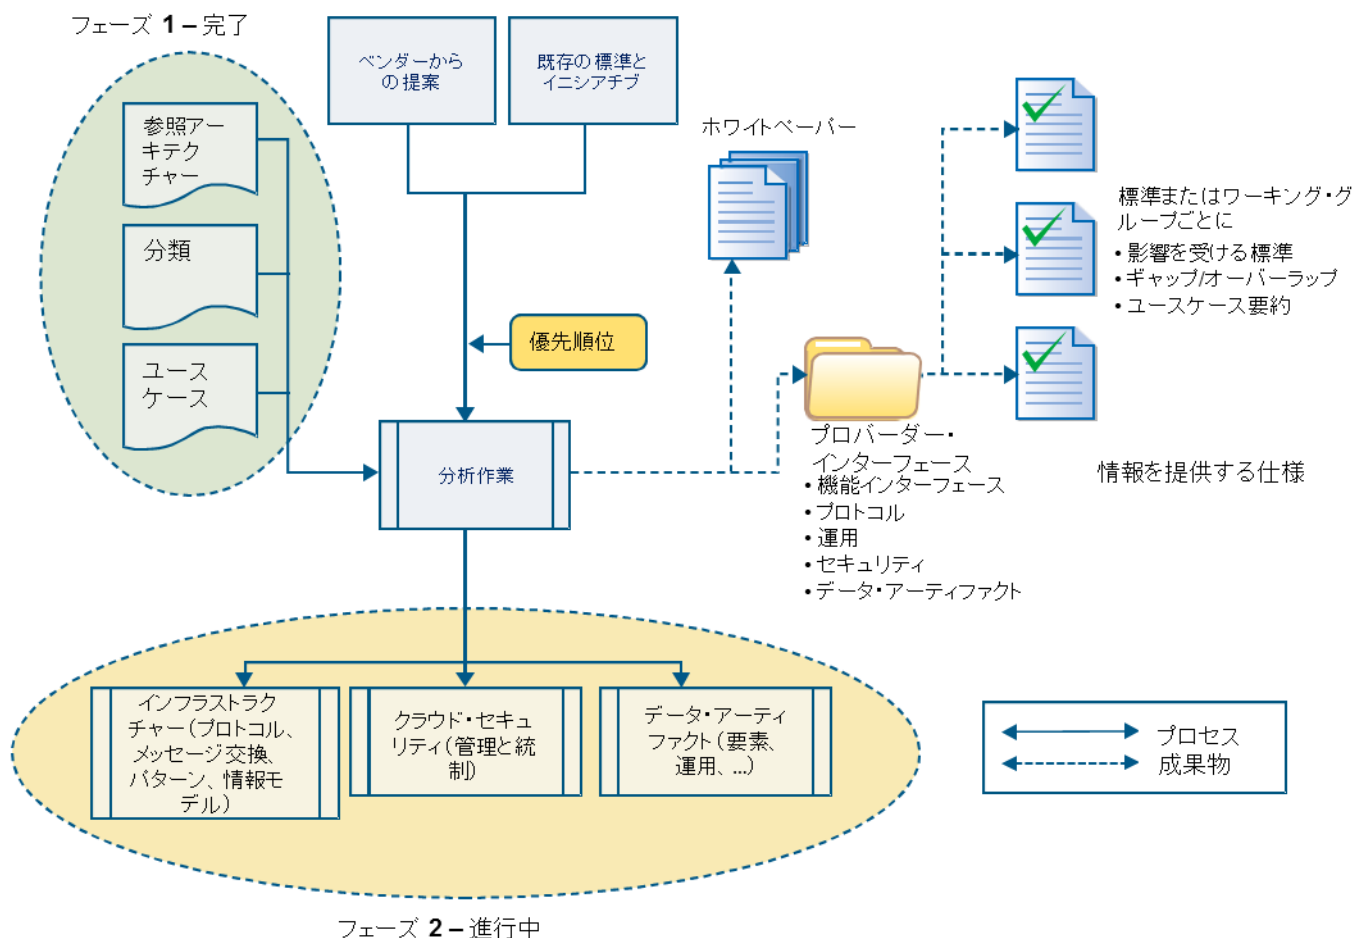 フェーズ 1 – 完了
参照アー
キテク
チャー
分類
ユース
ケース
ベンダーから
の提案
既存の標準と
イニシアチブ
優先順位
分析作業
ホワイトペーパー
プロバーダー・
インターフェース
• 機能インターフェース
• プロトコル
• 運用
• セキュリティ
• データ・アーティファクト
標準またはワーキング・グ
ループごとに
• 影響を受ける標準
• ギャップ/オーバーラップ
• ユースケース要約
情報を提供する仕様
インフラストラク
チャー(プロトコル、
メッセージ交換、
パターン、情報モ
デル)
クラウド・セキュ
リティ(管理と統
制)
データ・アーティ
ファクト(要素、
運用、...)
プロセス
成果物
フェーズ 2 – 進行中